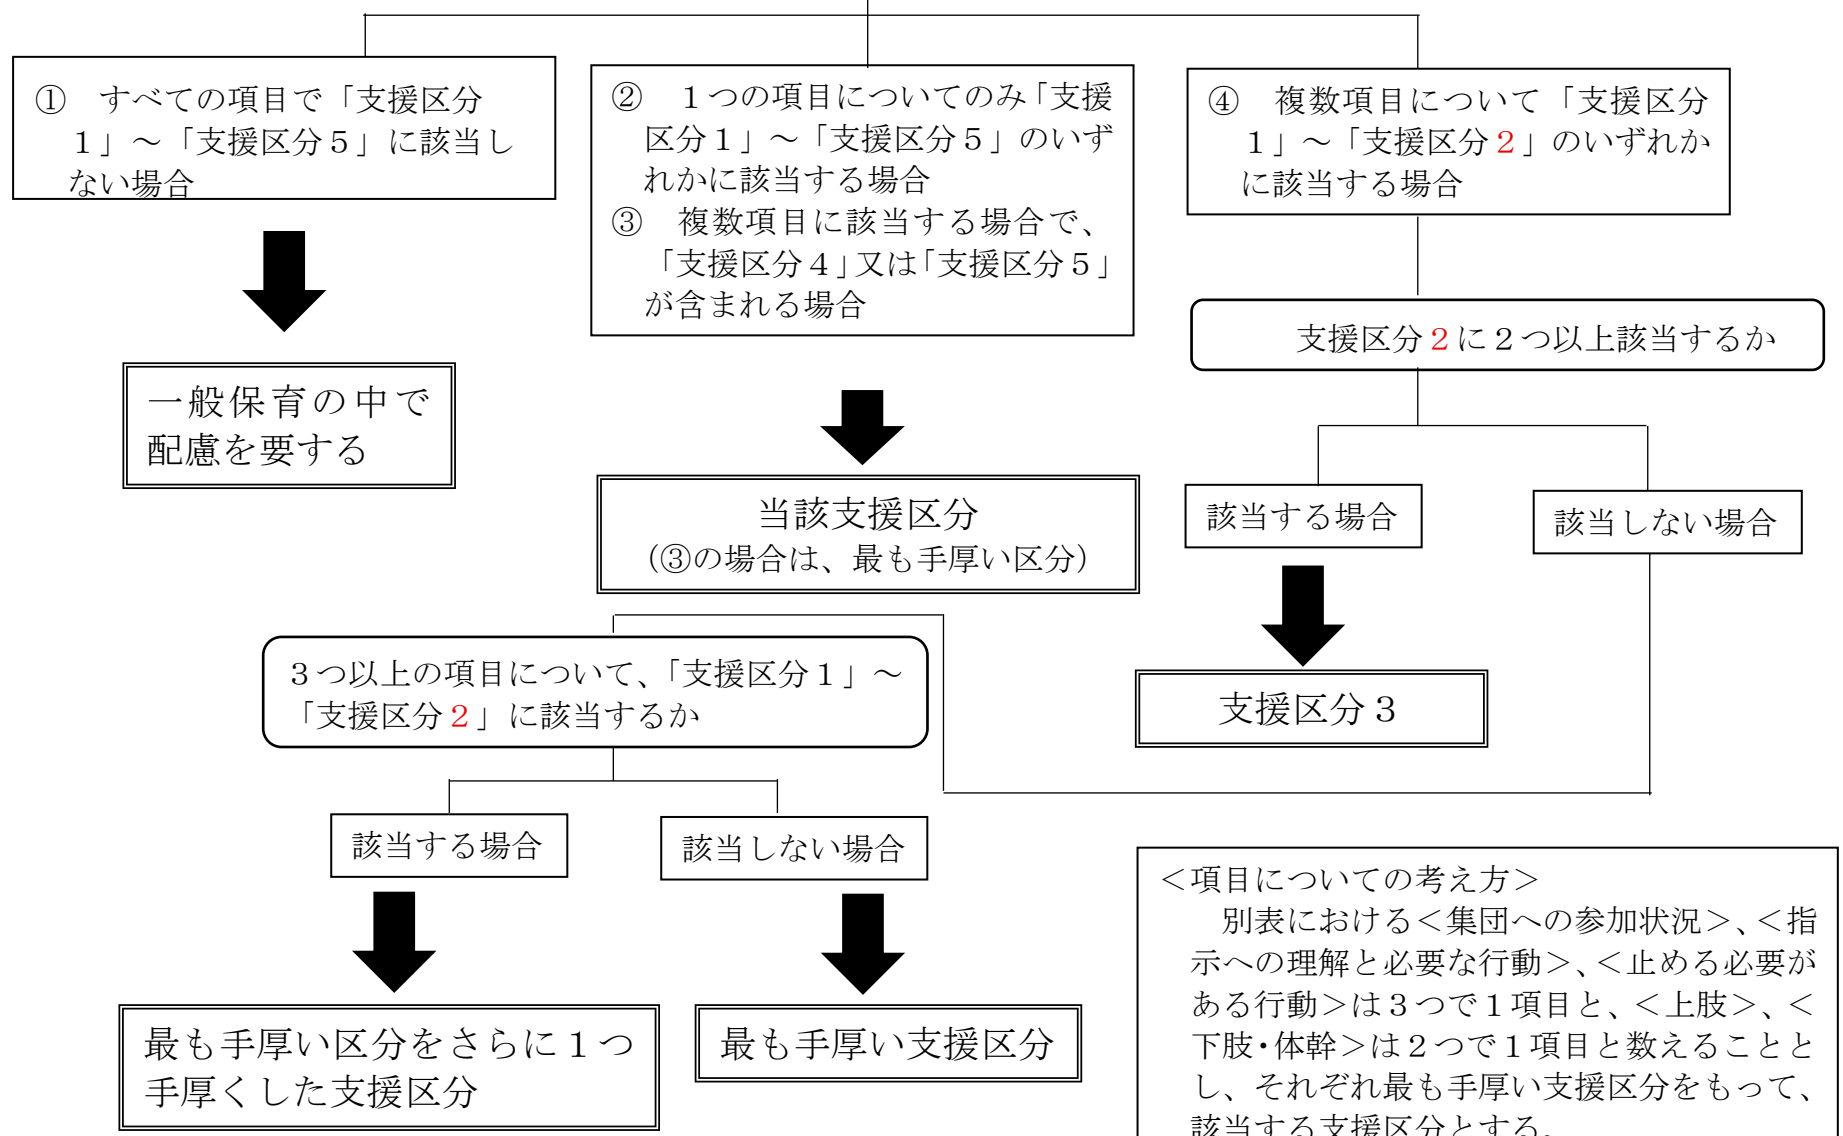 ① すべての項目で「支援区分
１」～「支援区分５」に該当し
ない場合
② １つの項目についてのみ「支援
区分１」～「支援区分５」のいず
れかに該当する場合
③ 複数項目に該当する場合で、
「支援区分４」又は「支援区分５」
が含まれる場合
④ 複数項目について「支援区分
１」～「支援区分２」のいずれか
に該当する場合
支援区分２に２つ以上該当するか
一般保育の中で
配慮を要する
当該支援区分
（③の場合は、最も手厚い区分）
該当する場合
該当しない場合
支援区分３
３つ以上の項目について、「支援区分１」～
「支援区分２」に該当するか
該当する場合
該当しない場合
最も手厚い区分をさらに１つ
手厚くした支援区分
最も手厚い支援区分
＜項目についての考え方＞
別表における＜集団への参加状況＞、＜指
示への理解と必要な行動＞、＜止める必要が
ある行動＞は３つで１項目と、＜上肢＞、＜
下肢・体幹＞は２つで１項目と数えることと
し、それぞれ最も手厚い支援区分をもって、
該当する支援区分とする。